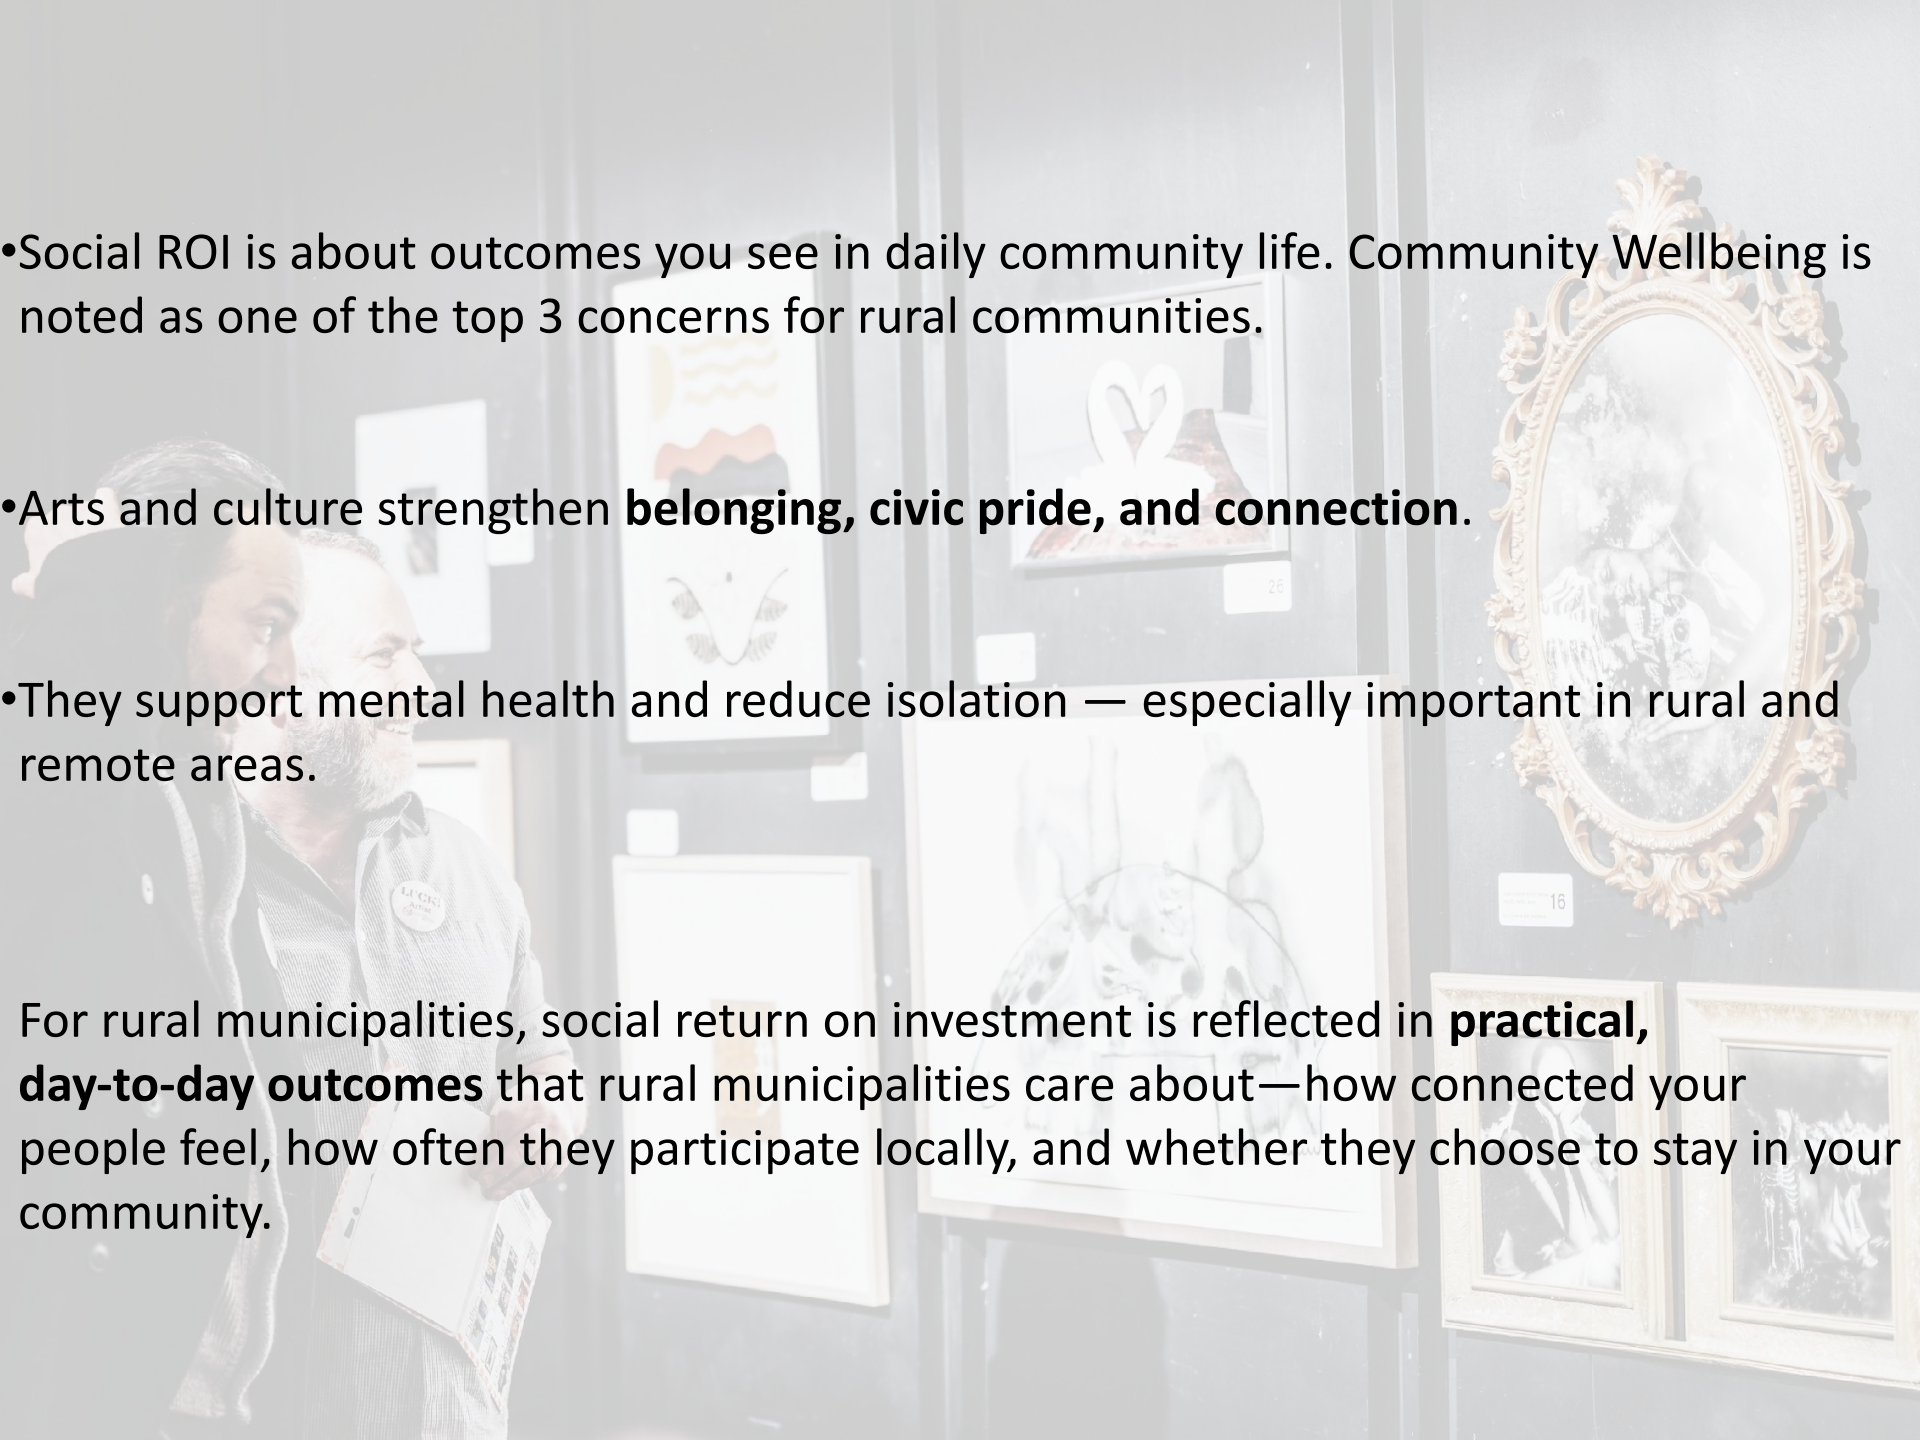 •Social ROI is about outcomes you see in daily community life. Community Wellbeing is
noted as one of the top 3 concerns for rural communities.
•Arts and culture strengthen belonging, civic pride, and connection.
•They support mental health and reduce isolation — especially important in rural and
remote areas.
For rural municipalities, social return on investment is reflected in practical,
day-to-day outcomes that rural municipalities care about—how connected your
people feel, how often they participate locally, and whether they choose to stay in your
community.
26
16